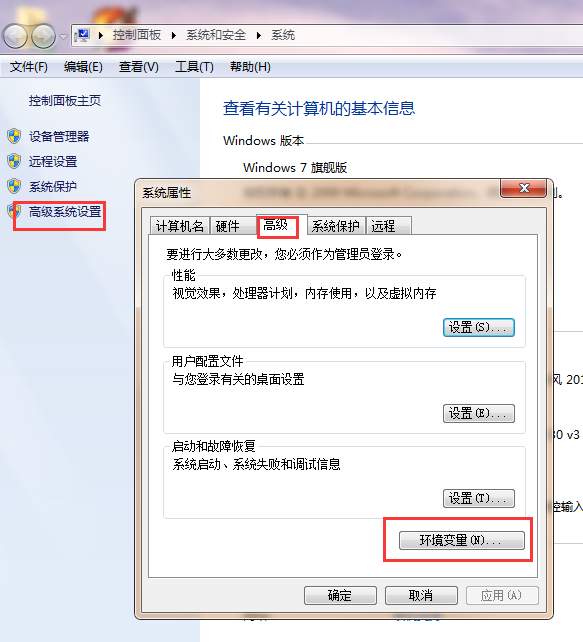 控制面板 ▸ 系统和安全 ▸ 系统
文件(F) 编辑(E) 查看(V) 工具(T) 帮助(H)
控制面板主页
设备管理器
远程设置
系统保护
高级系统设置
查看有关计算机的基本信息
Windows 版本
Windows 7 旗舰版
系统属性
计算机名 硬件 高级 系统保护 远程
要进行大多数更改，您必须作为管理员登录。
性能
视觉效果，处理器计划，内存使用，以及虚拟内存
设置(S)...
用户配置文件
与您登录有关的桌面设置
设置(E)...
启动和故障恢复
系统启动、系统失败和调试信息
设置(T)...
环境变量(N)...
确定 取消 应用(A)
风 201
30 v3
控输入